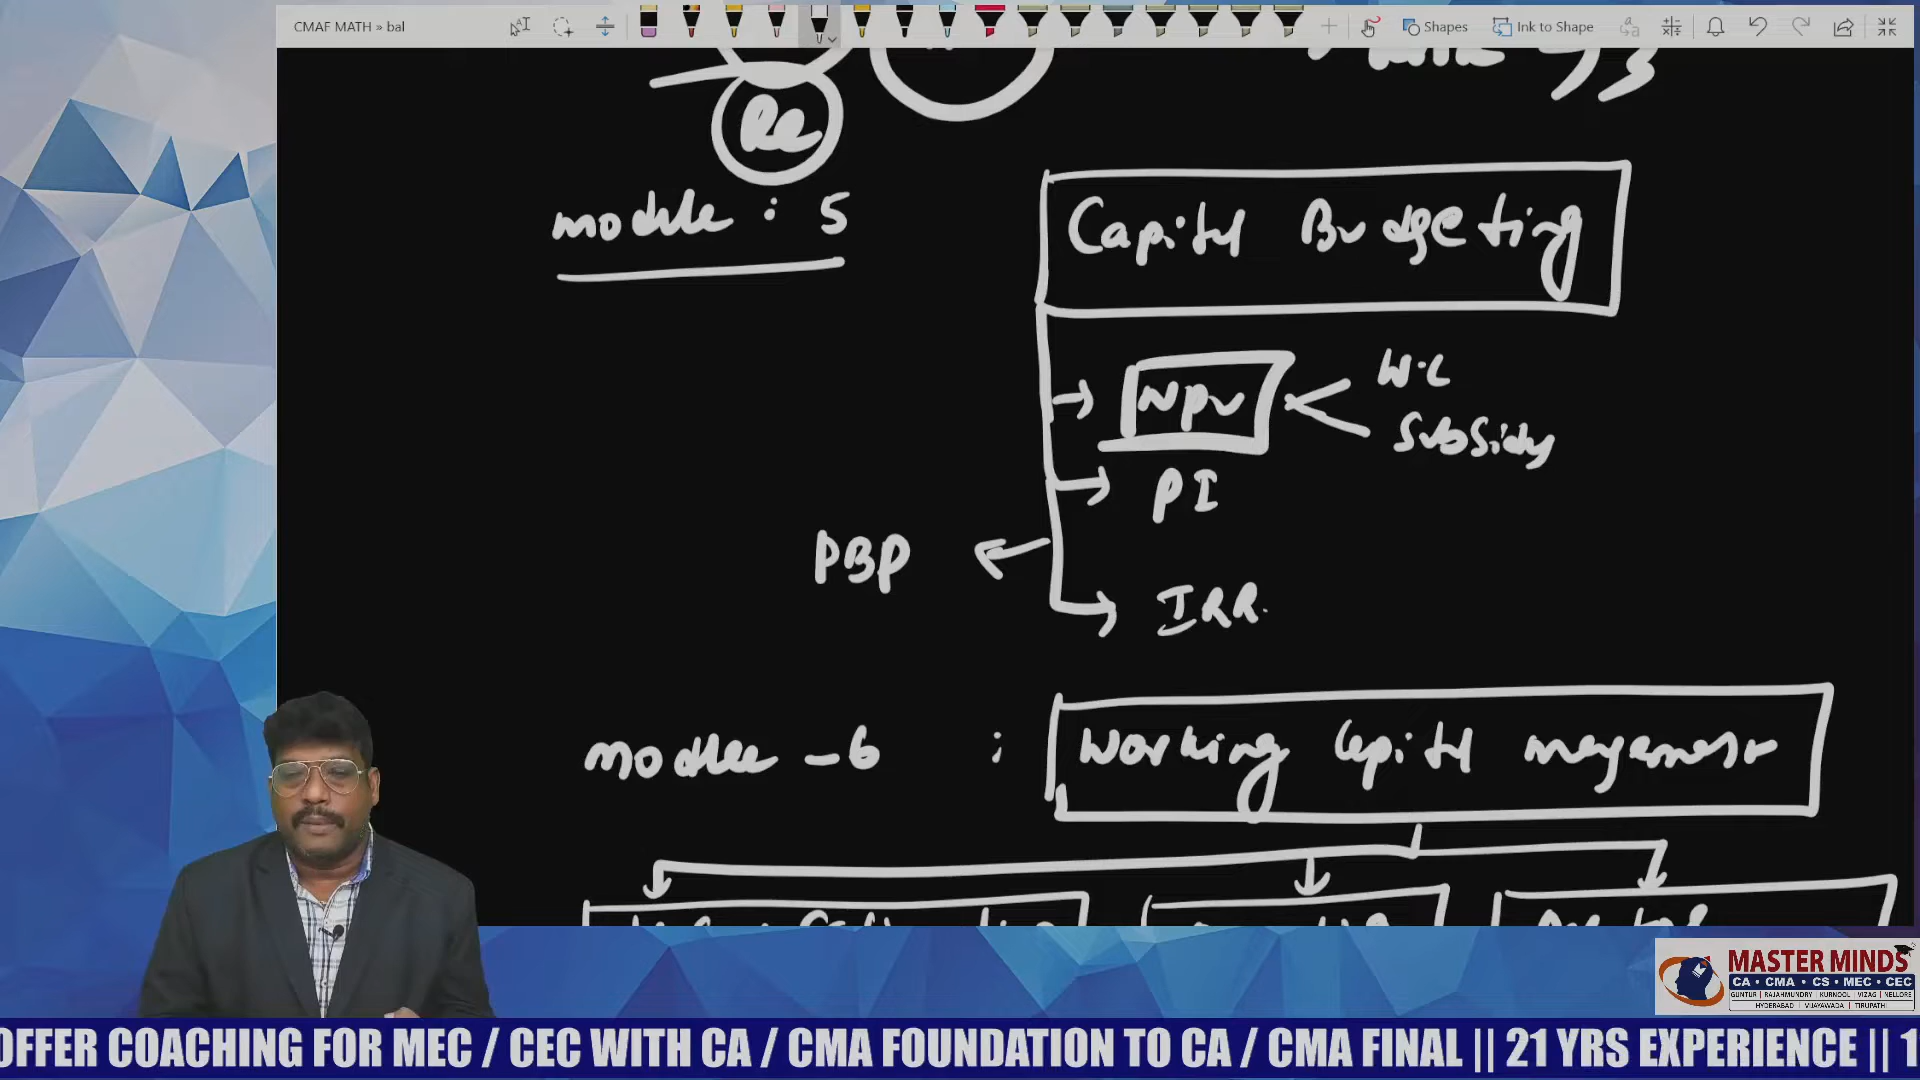 CMAF MATH » bal
Shapes
Ink to Shape
Re
module : 5
Capital Budgeting
NPV
W.C
Subsidy
PI
PBP
IRR.
module - 6 : Working Capital management
MASTER MINDS
CA • CMA • CS • MEC • CEC
GUNTUR | RAJAHMUNDRY | KURNOOL | VIZAG | NELLORE
HYDERABAD | VIJAYAWADA | TIRUPATHI
OFFER COACHING FOR MEC / CEC WITH CA / CMA FOUNDATION TO CA / CMA FINAL || 21 YRS EXPERIENCE || 1